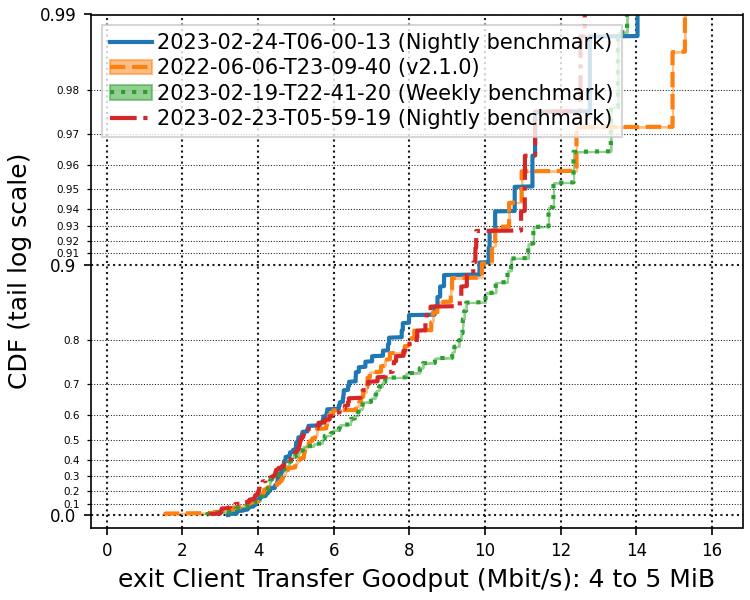 0.99
2023-02-24-T06-00-13 (Nightly benchmark)
2022-06-06-T23-09-40 (v2.1.0)
2023-02-19-T22-41-20 (Weekly benchmark)
2023-02-23-T05-59-19 (Nightly benchmark)
0.98
0.97
0.96
0.95
0.94
0.93
0.92
0.91
0.9
0.8
0.7
0.6
0.5
0.4
0.3
0.2
0.1
0.0
CDF (tail log scale)
0 2 4 6 8 10 12 14 16
exit Client Transfer Goodput (Mbit/s): 4 to 5 MiB